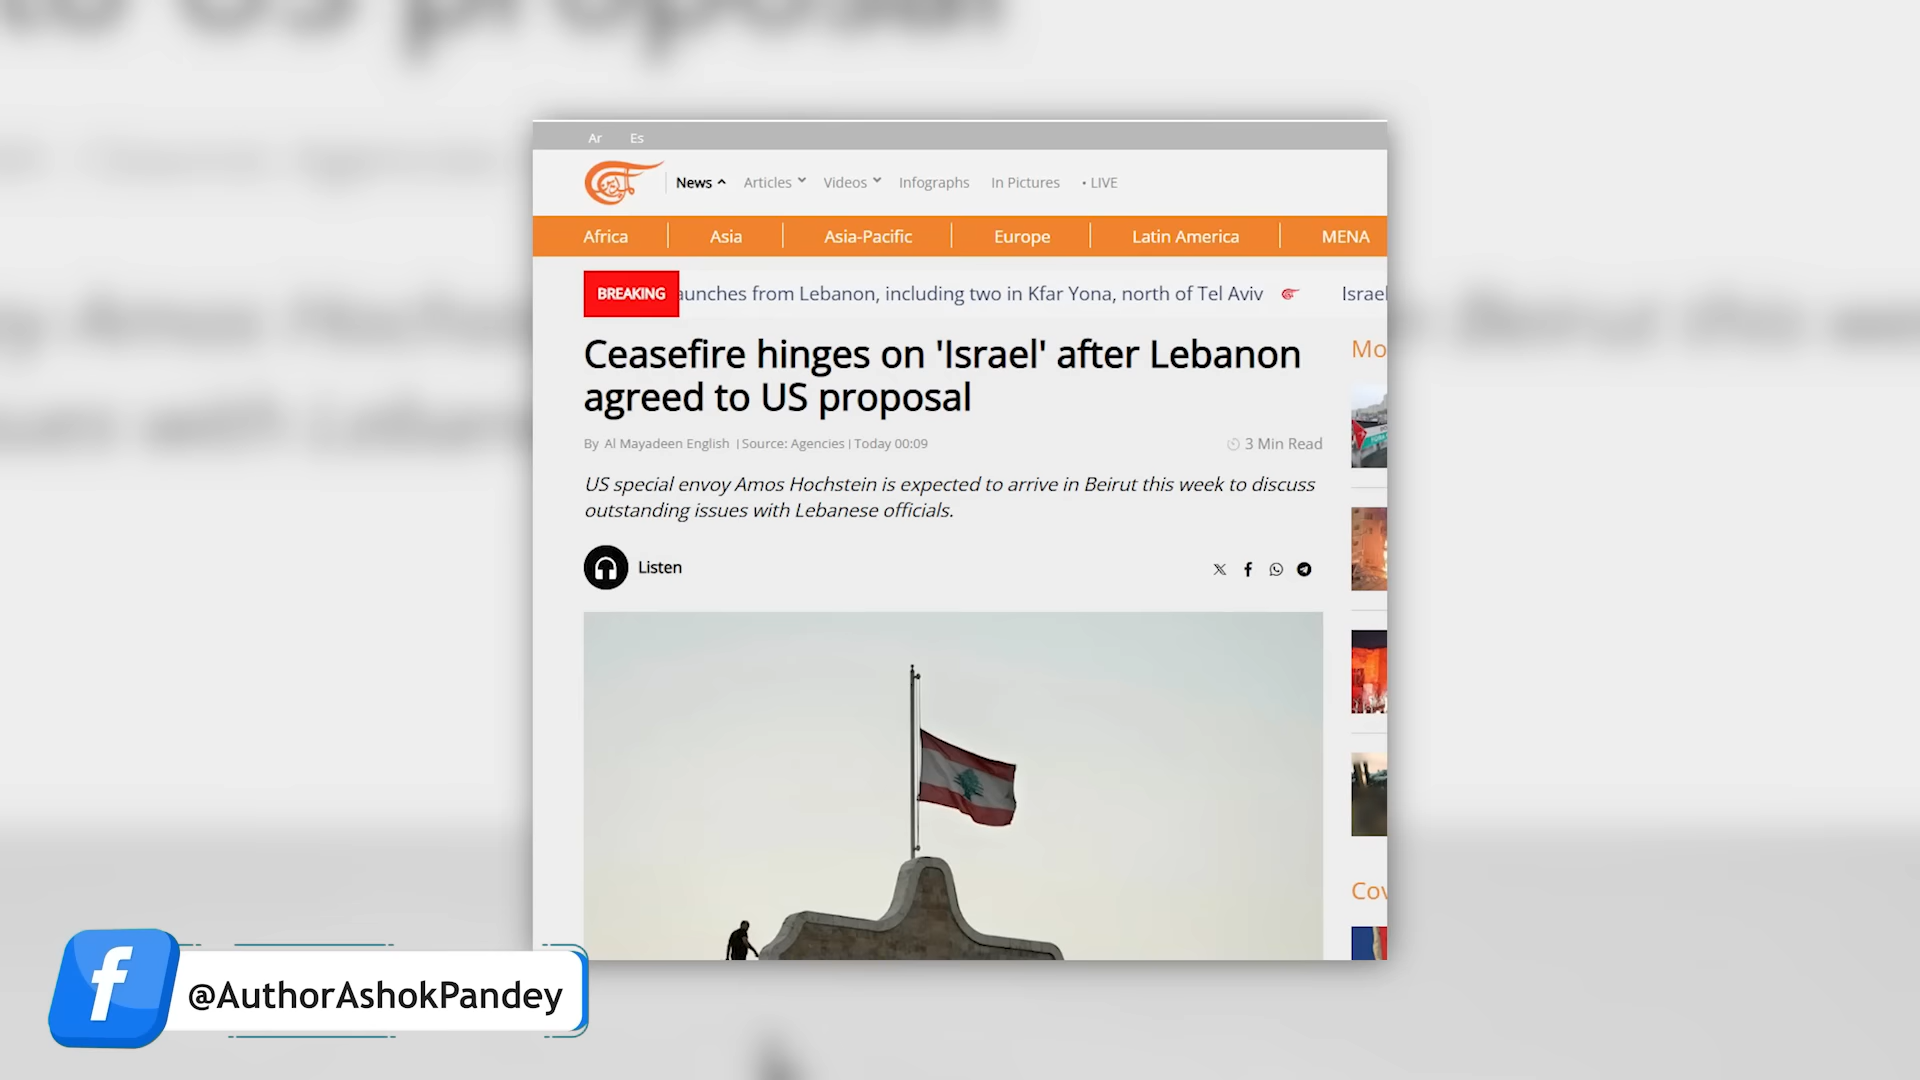 to US proposal
Ar Es
News Articles Videos Infographs In Pictures • LIVE
Africa Asia Asia-Pacific Europe Latin America MENA
BREAKING aunches from Lebanon, including two in Kfar Yona, north of Tel Aviv Israel
Ceasefire hinges on 'Israel' after Lebanon
agreed to US proposal
Mo
By Al Mayadeen English | Source: Agencies | Today 00:09
3 Min Read
US special envoy Amos Hochstein is expected to arrive in Beirut this week to discuss
outstanding issues with Lebanese officials.
Listen
Cov
@AuthorAshokPandey